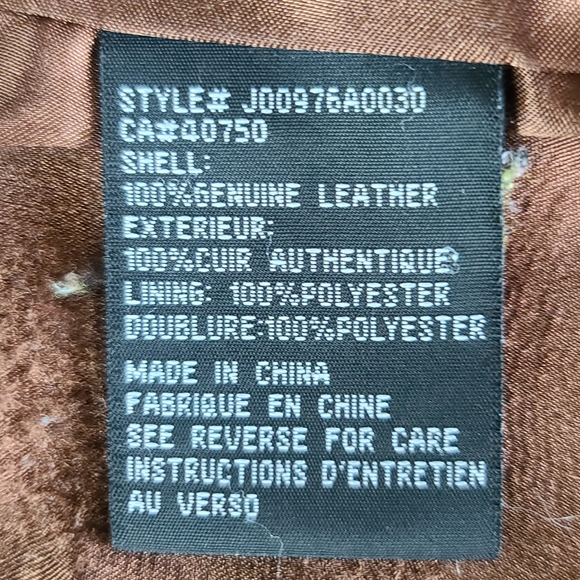 STYLE# J00976A0030
CA#40750
SHELL:
100%GENUINE LEATHER
EXTERIEUR:
100%CUIR AUTHENTIQUE
LINING: 100%POLYESTER
DOUBLURE:100%POLYESTER
MADE IN CHINA
FABRIQUE EN CHINE
SEE REVERSE FOR CARE
INSTRUCTIONS D'ENTRETIEN
AU VERSO